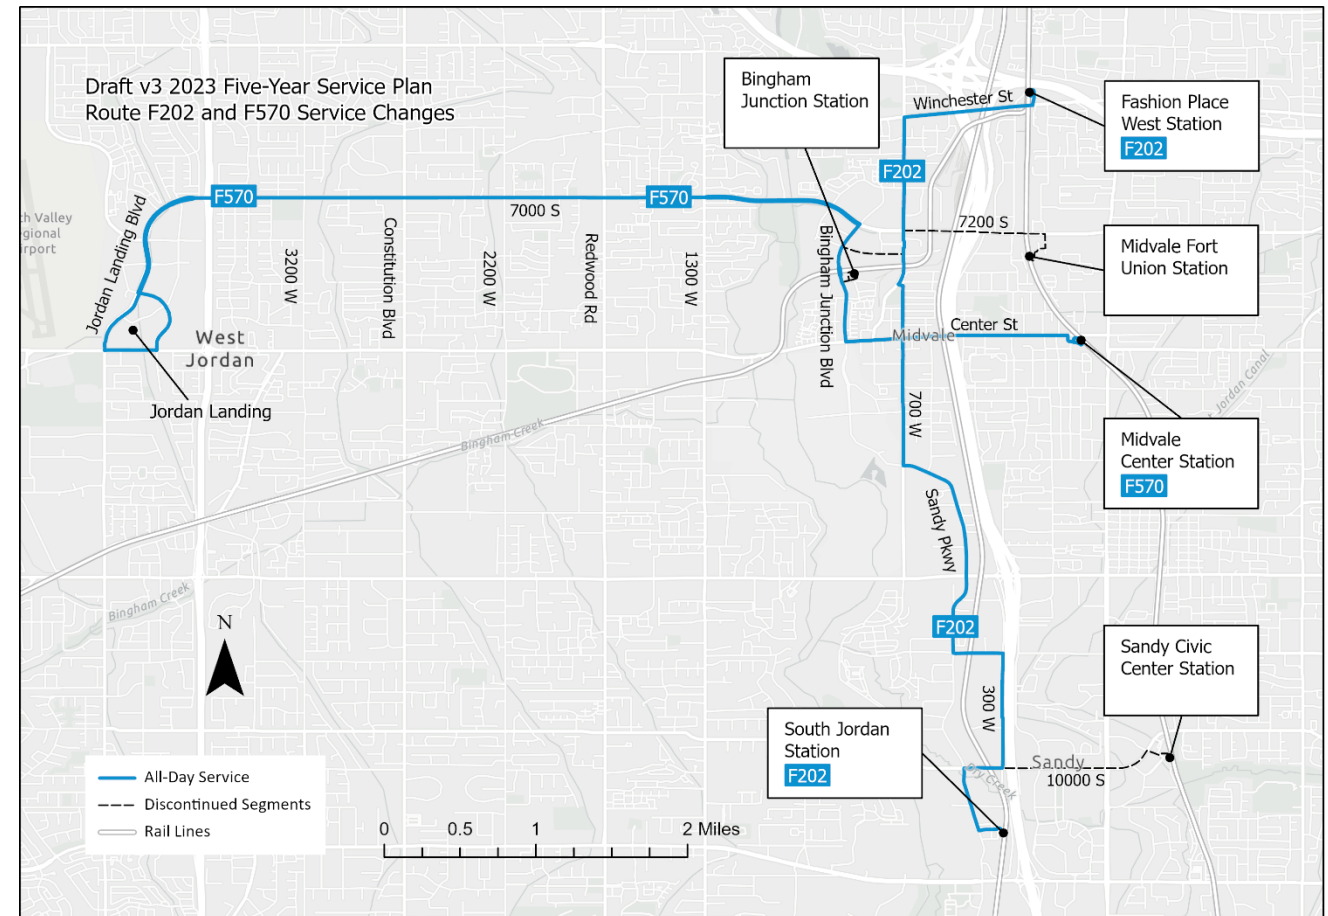 Draft v3 2023 Five-Year Service Plan
Route F202 and F570 Service Changes
Bingham
Junction Station
Winchester St
Fashion Place
West Station
F202
F202
F570
7000 S
F570
7200 S
Midvale Fort
Union Station
Valley
Jordan Landing Blvd
3200 W
Constitution Blvd
2200 W
Redwood Rd
1300 W
Bingham Junction Blvd
West
Jordan
Midvale
Center St
Jordan Canal
Jordan Landing
Bingham Creek
700 W
Midvale
Center Station
F570
Sandy Pkwy
Bingham Creek
N
F202
Sandy Civic
Center Station
300 W
South Jordan
Station
F202
Sandy
10000 S
Dry Creek
All-Day Service
Discontinued Segments
Rail Lines
0 0.5 1 2 Miles